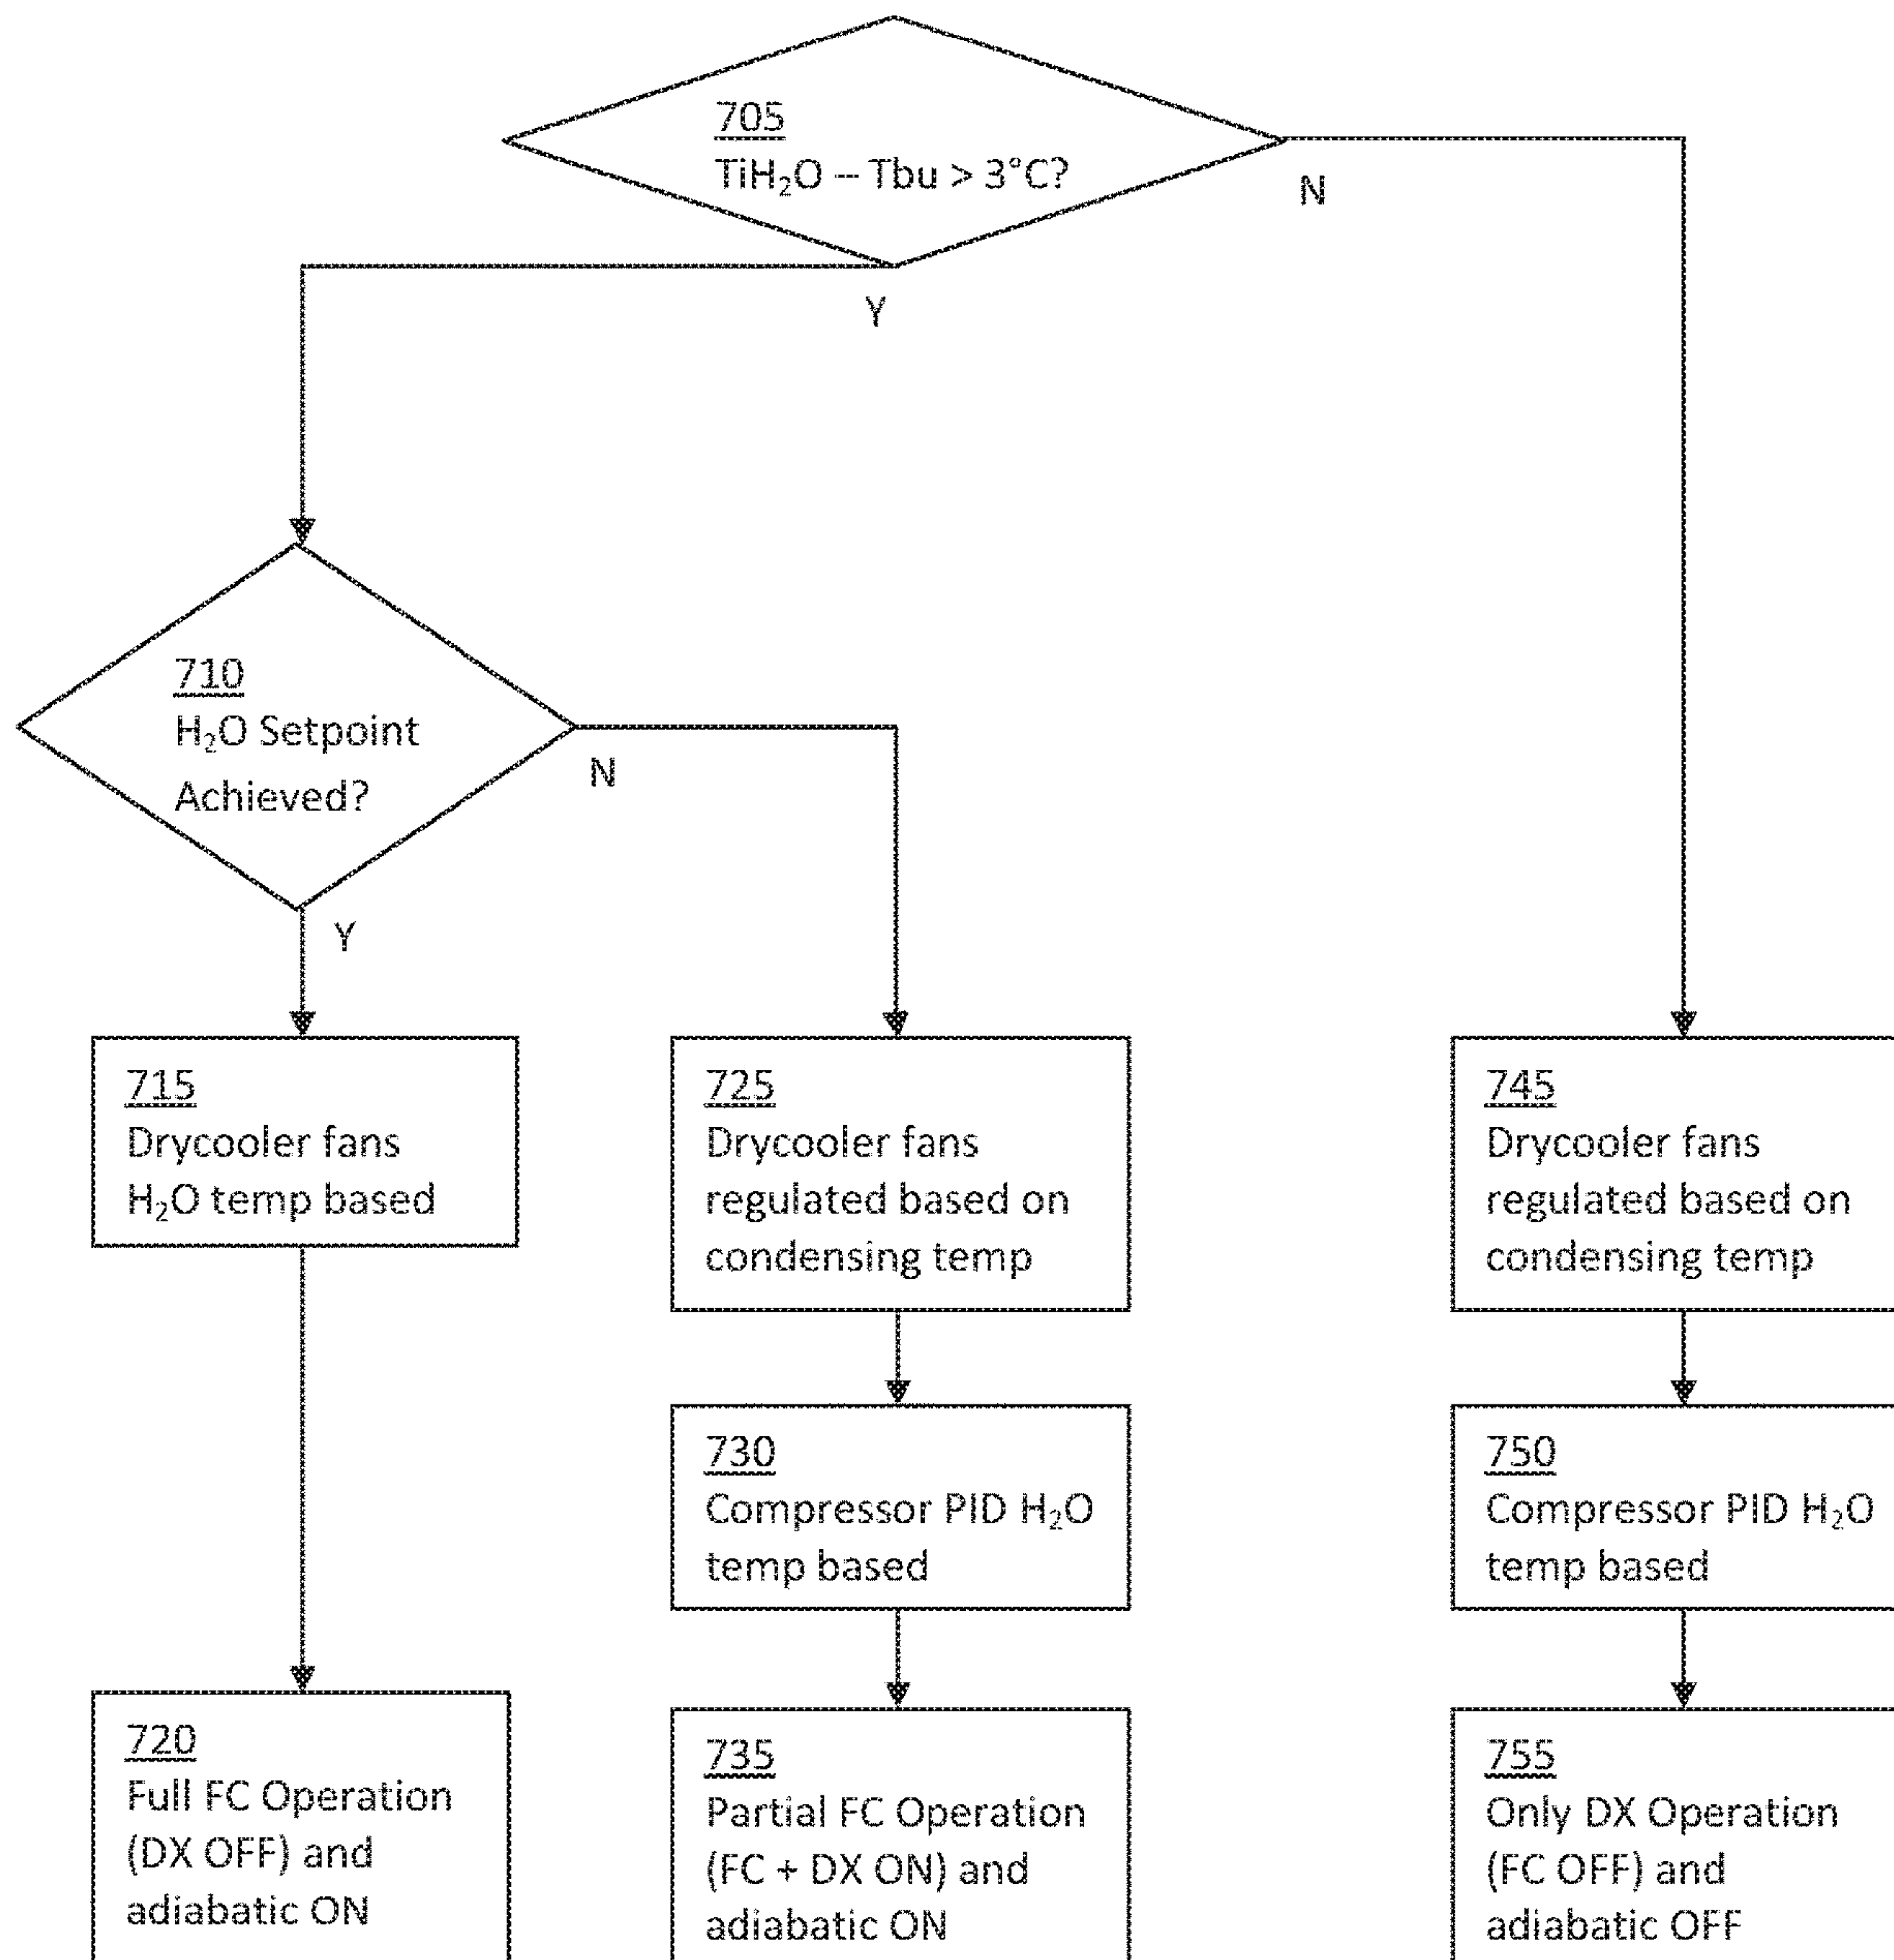 705
TiH₂O -- Tbu > 3°C?
N
Y
710
H₂O Setpoint
Achieved?
N
Y
715
Drycooler fans
H₂O temp based
725
Drycooler fans
regulated based on
condensing temp
745
Drycooler fans
regulated based on
condensing temp
730
Compressor PID H₂O
temp based
750
Compressor PID H₂O
temp based
720
Full FC Operation
(DX OFF) and
adiabatic ON
735
Partial FC Operation
(FC + DX ON) and
adiabatic ON
755
Only DX Operation
(FC OFF) and
adiabatic OFF